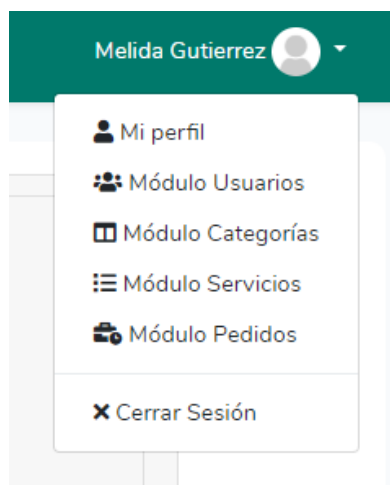 Melida Gutierrez
Mi perfil
Módulo Usuarios
Módulo Categorías
Módulo Servicios
Módulo Pedidos
Cerrar Sesión